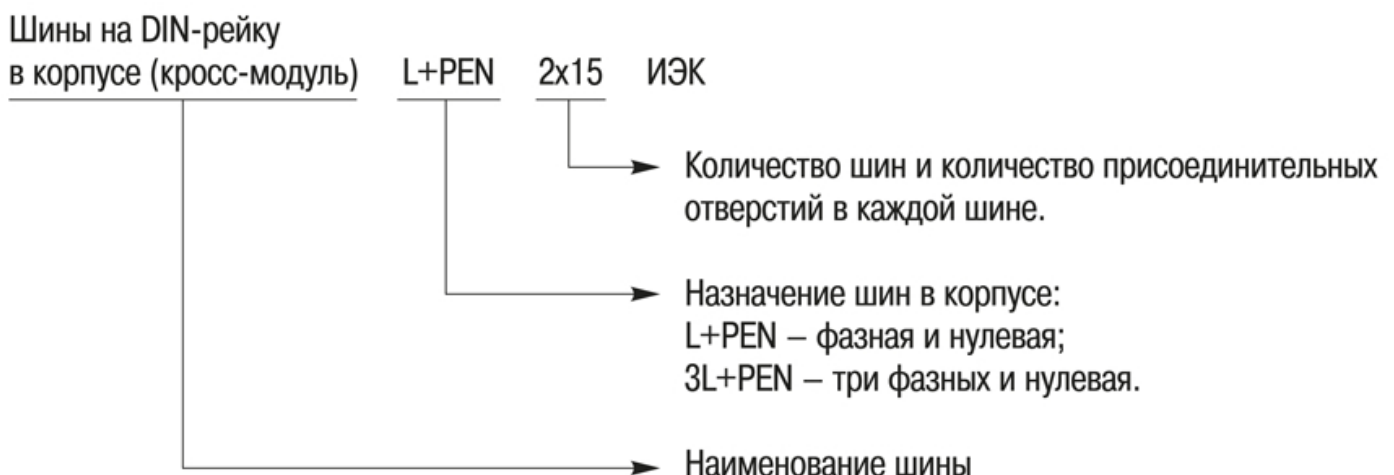 Шины на DIN-рейку
в корпусе (кросс-модуль) L+PEN 2x15 ИЭК
Количество шин и количество присоединительных
отверстий в каждой шине.
Назначение шин в корпусе:
L+PEN – фазная и нулевая;
3L+PEN – три фазных и нулевая.
Наименование шины